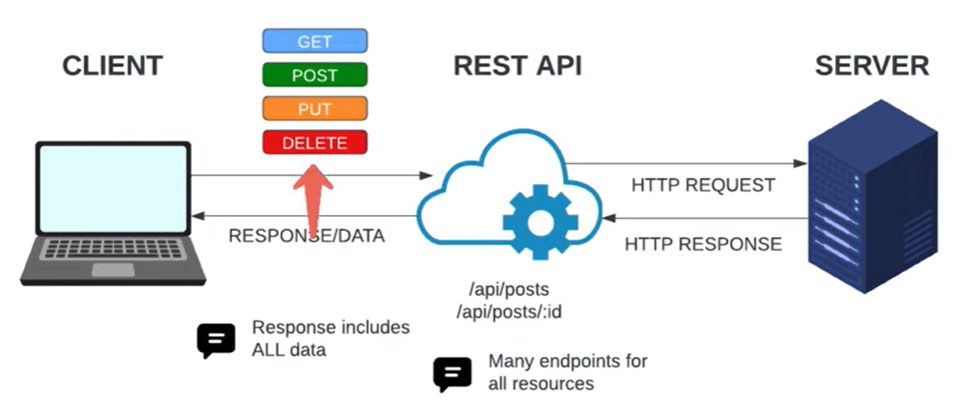 CLIENT
GET
POST
PUT
DELETE
REST API
SERVER
HTTP REQUEST
RESPONSE/DATA
HTTP RESPONSE
/api/posts
/api/posts/:id
Response includes
ALL data
Many endpoints for
all resources